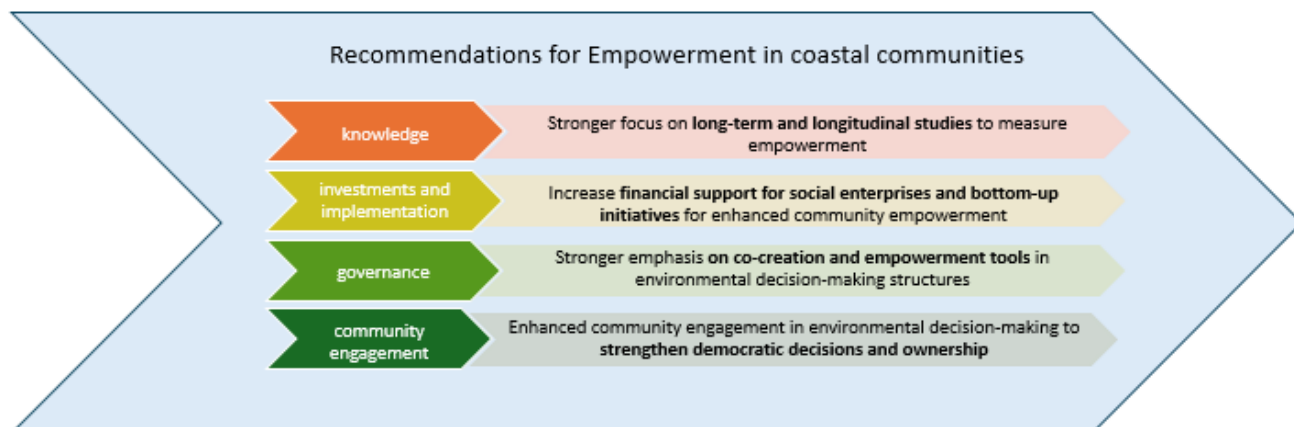 Recommendations for Empowerment in coastal communities
knowledge
Stronger focus on long-term and longitudinal studies to measure
empowerment
investments and
implementation
Increase financial support for social enterprises and bottom-up
initiatives for enhanced community empowerment
governance
Stronger emphasis on co-creation and empowerment tools in
environmental decision-making structures
community
engagement
Enhanced community engagement in environmental decision-making to
strengthen democratic decisions and ownership